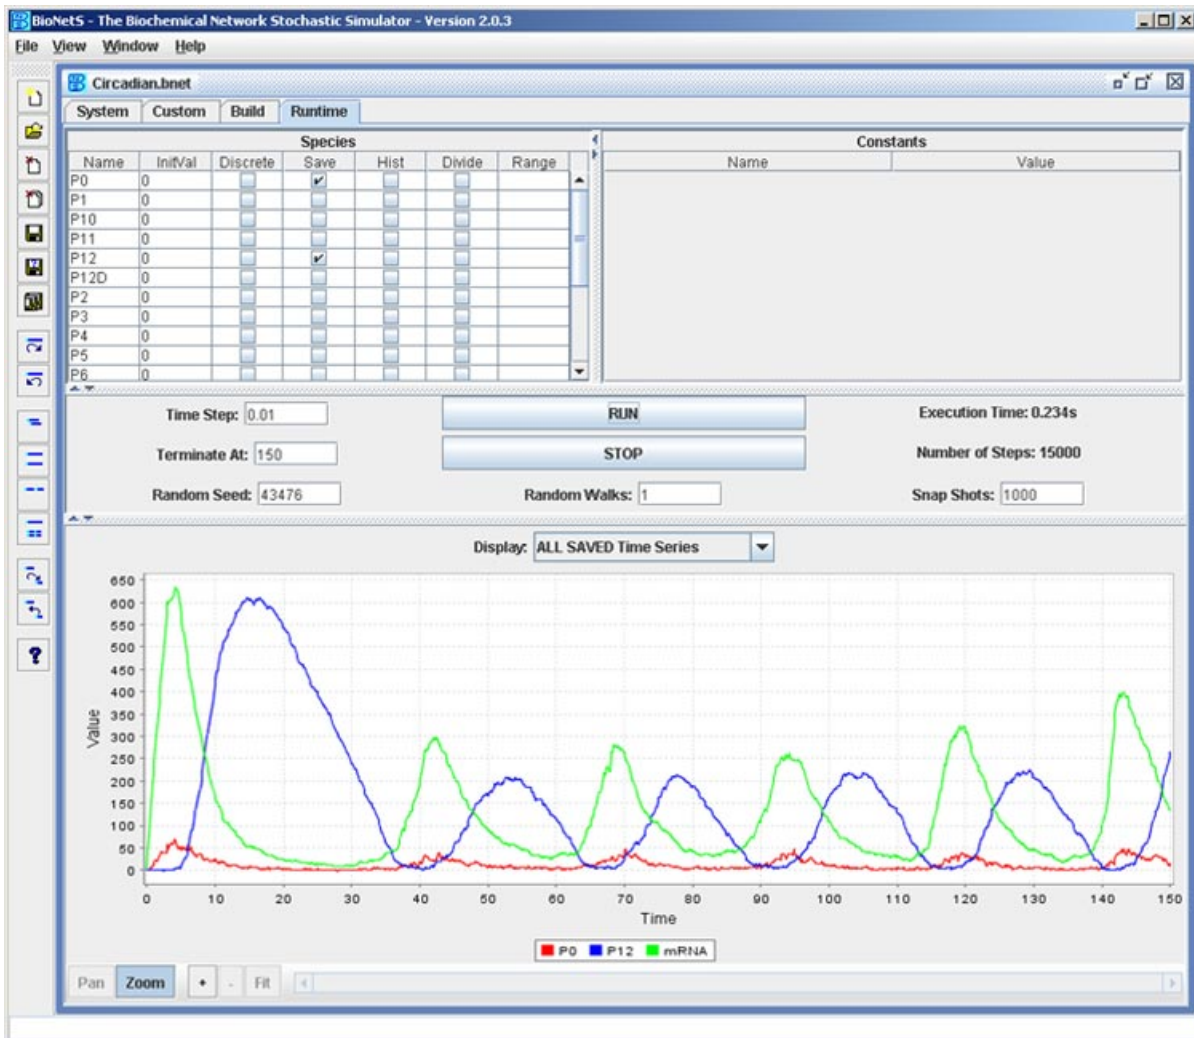 BioNetS - The Biochemical Network Stochastic Simulator - Version 2.0.3
File View Window Help
Circadian.bnet
System Custom Build Runtime
Species
Name InitVal Discrete Save Hist Divide Range
P0 0
P1 0
P10 0
P11 0
P12 0
P12D 0
P2 0
P3 0
P4 0
P5 0
P6 0
Constants
Name Value
Time Step: 0.01 RUN Execution Time: 0.234s
Terminate At: 150 STOP Number of Steps: 15000
Random Seed: 43476 Random Walks: 1 Snap Shots: 1000
Display: ALL SAVED Time Series
650
600
550
500
450
400
350
300
250
200
150
100
50
0
Value
0 10 20 30 40 50 60 70 80 90 100 110 120 130 140 150
Time
P0 P12 mRNA
Pan Zoom + - Fit
?